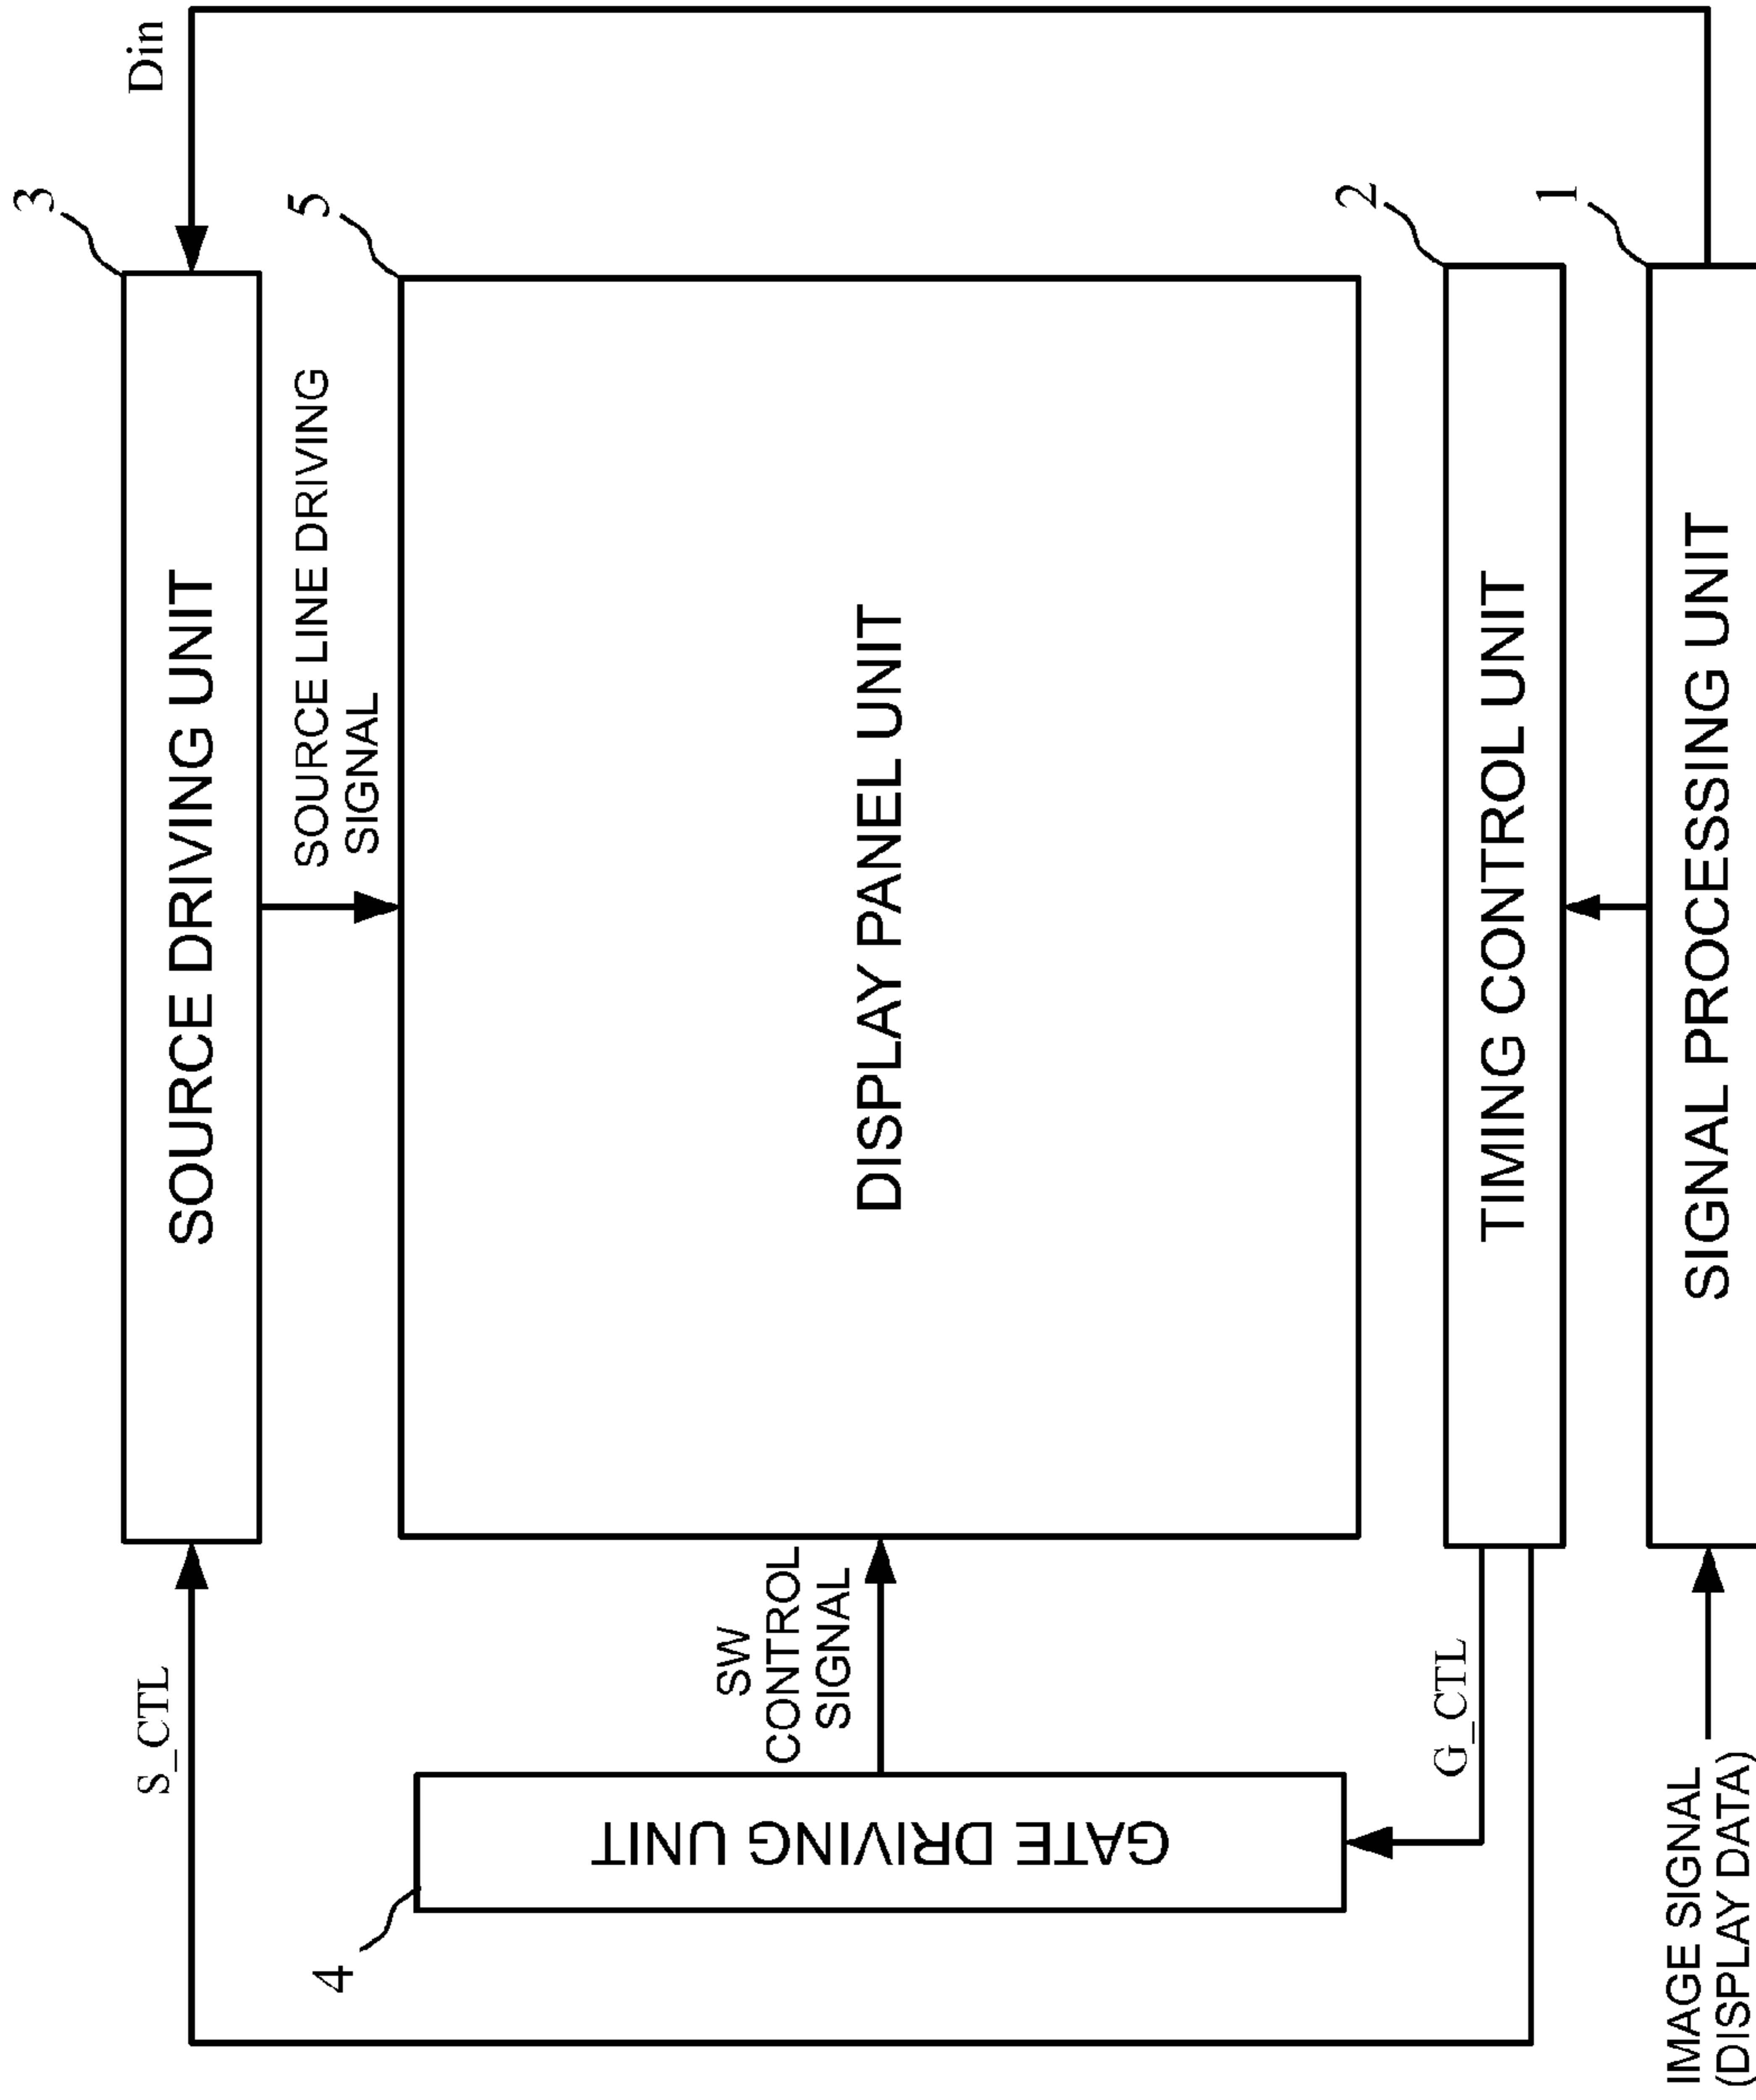 Din
3
SOURCE DRIVING UNIT
S_CTL
SOURCE LINE DRIVING
SIGNAL
5
DISPLAY PANEL UNIT
SW
CONTROL
SIGNAL
4
GATE DRIVING UNIT
G_CTL
2
TIMING CONTROL UNIT
1
SIGNAL PROCESSING UNIT
IMAGE SIGNAL
(DISPLAY DATA)